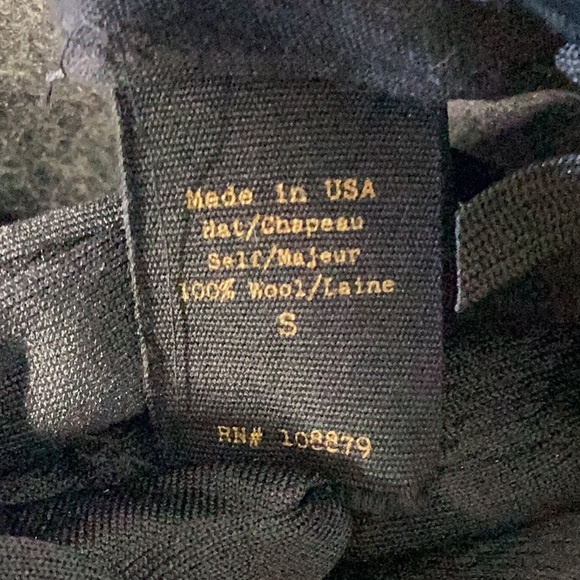 Made in USA
Hat/Chapeau
Self/Majeur
100% Wool/Laine
S
RN# 108879